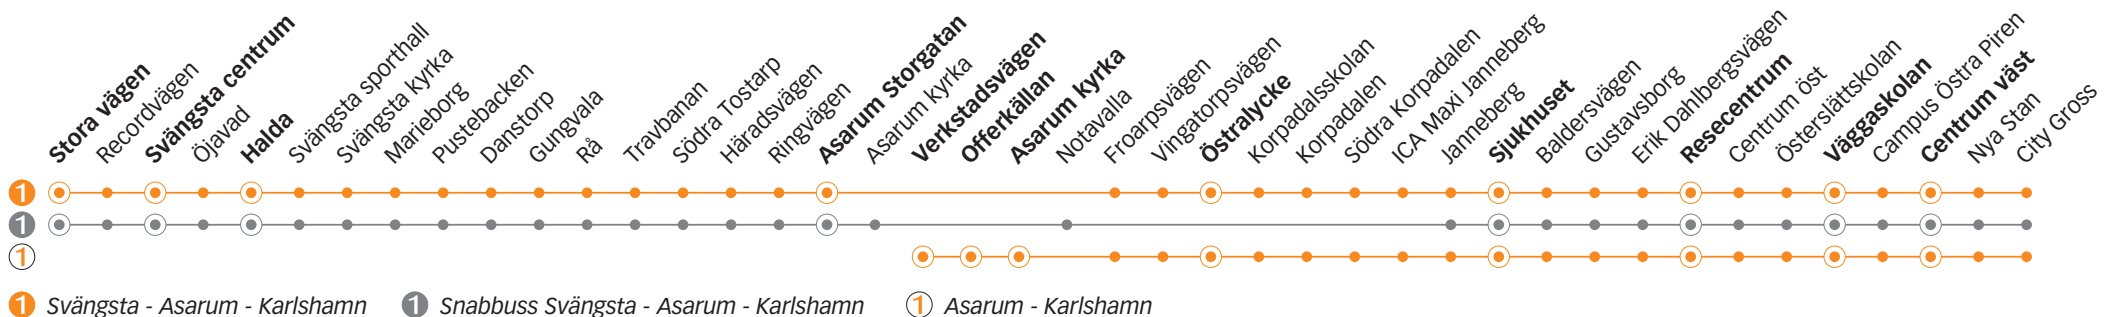 Stora vägen
Recordvägen
Svängsta centrum
Öjavad
Halda
Svängsta sporthall
Svängsta kyrka
Marieborg
Pustebacken
Danstorp
Gungvala
Rå
Travbanan
Södra Tostarp
Häradsvägen
Ringvägen
Asarum Storgatan
Asarum Kyrka
Verkstadsvägen
Offerkällan
Asarum kyrka
Notavalla
Froarpsvägen
Vingatorpsvägen
Östralycke
Korpadalsskolan
Korpadalen
Södra Korpadalen
ICA Maxi Janneberg
Janneberg
Sjukhuset
Baldersvägen
Gustavsborg
Erik Dahlbergsvägen
Resecentrum
Centrum öst
Österslättskolan
Väggaskolan
Campus Östra Piren
Centrum väst
Nya Stan
City Gross
1
1
1
1 Svängsta - Asarum - Karlshamn 1 Snabbuss Svängsta - Asarum - Karlshamn 1 Asarum - Karlshamn